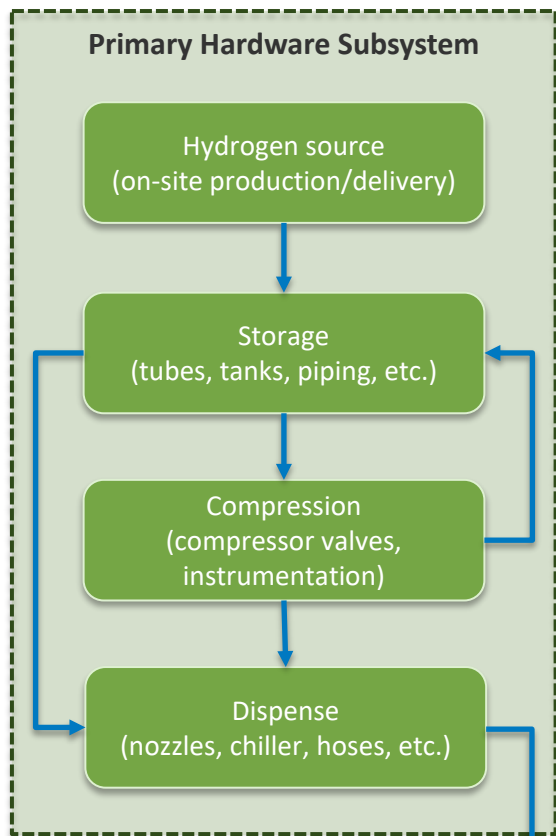 Primary Hardware Subsystem
Hydrogen source
(on-site production/delivery)
Storage
(tubes, tanks, piping, etc.)
Compression
(compressor valves,
instrumentation)
Dispense
(nozzles, chiller, hoses, etc.)